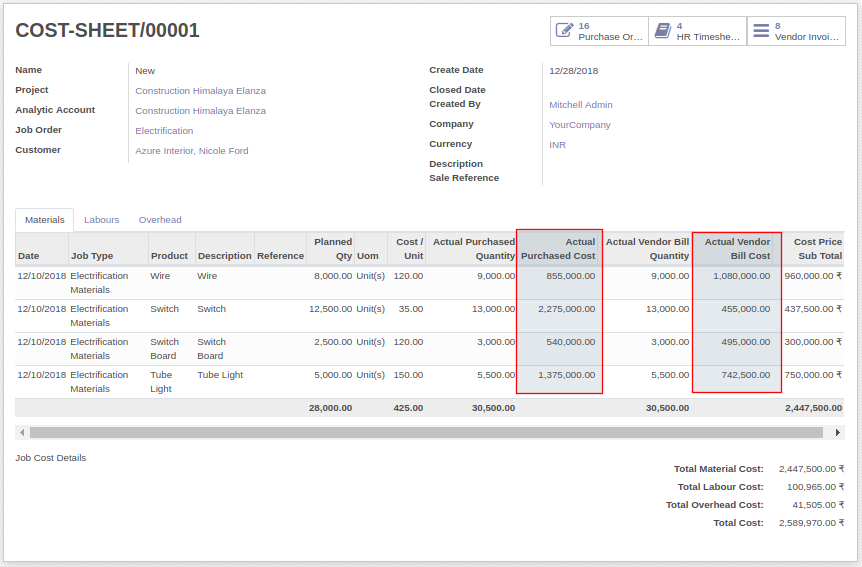 COST-SHEET/00001
16
Purchase Or...
4
HR Timeshe...
8
Vendor Invoi...
Name New
Project Construction Himalaya Elanza
Analytic Account Construction Himalaya Elanza
Job Order Electrification
Customer Azure Interior, Nicole Ford
Create Date 12/28/2018
Closed Date
Created By Mitchell Admin
Company YourCompany
Currency INR
Description
Sale Reference
Materials Labours Overhead
Planned Cost / Actual Purchased Actual Actual Vendor Bill Actual Vendor Cost Price
Date Job Type Product Description Reference Qty Uom Unit Quantity Purchased Cost Quantity Bill Cost Sub Total
12/10/2018 Electrification Wire Wire 8,000.00 Unit(s) 120.00 9,000.00 855,000.00 9,000.00 1,080,000.00 960,000.00 ₹
Materials
12/10/2018 Electrification Switch Switch 12,500.00 Unit(s) 35.00 13,000.00 2,275,000.00 13,000.00 455,000.00 437,500.00 ₹
Materials
12/10/2018 Electrification Switch Switch 2,500.00 Unit(s) 120.00 3,000.00 540,000.00 3,000.00 495,000.00 300,000.00 ₹
Materials Board Board
12/10/2018 Electrification Tube Tube Light 5,000.00 Unit(s) 150.00 5,500.00 1,375,000.00 5,500.00 742,500.00 750,000.00 ₹
Materials Light
28,000.00 425.00 30,500.00 30,500.00 2,447,500.00
Job Cost Details
Total Material Cost: 2,447,500.00 ₹
Total Labour Cost: 100,965.00 ₹
Total Overhead Cost: 41,505.00 ₹
Total Cost: 2,589,970.00 ₹